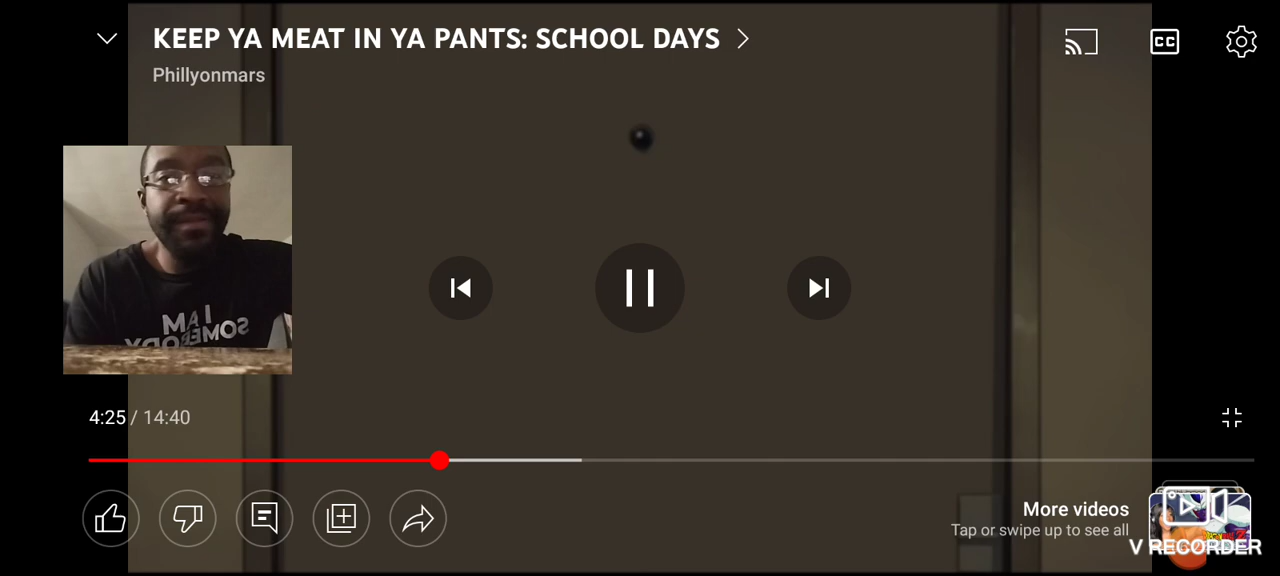 KEEP YA MEAT IN YA PANTS: SCHOOL DAYS
Phillyonmars
CC
I AM
SOMEBODY
4:25 / 14:40
More videos
Tap or swipe up to see all
V RECORDER